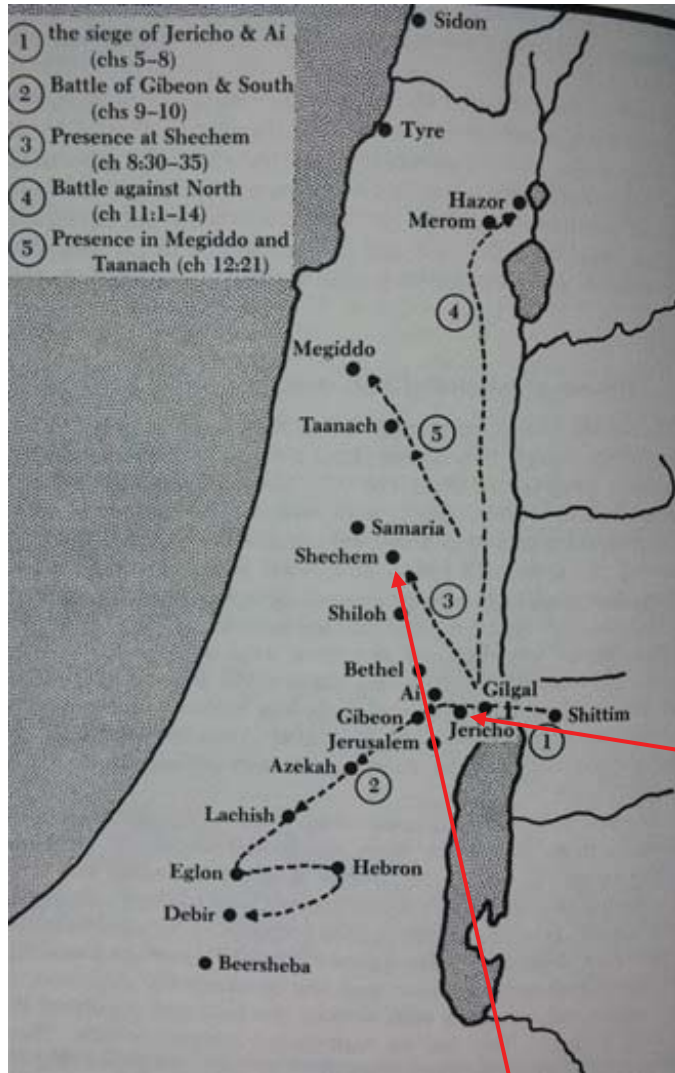 1 the siege of Jericho & Ai
(chs 5–8)
2 Battle of Gibeon & South
(chs 9–10)
3 Presence at Shechem
(ch 8:30–35)
4 Battle against North
(ch 11:1–14)
5 Presence in Megiddo and
Taanach (ch 12:21)
Sidon
Tyre
Hazor
Merom
4
Megiddo
Taanach
5
Samaria
Shechem
3
Shiloh
Bethel
Ai
Gilgal
Gibeon
Jericho
Shittim
1
Jerusalem
Azekah
2
Lachish
Eglon
Hebron
Debir
Beersheba